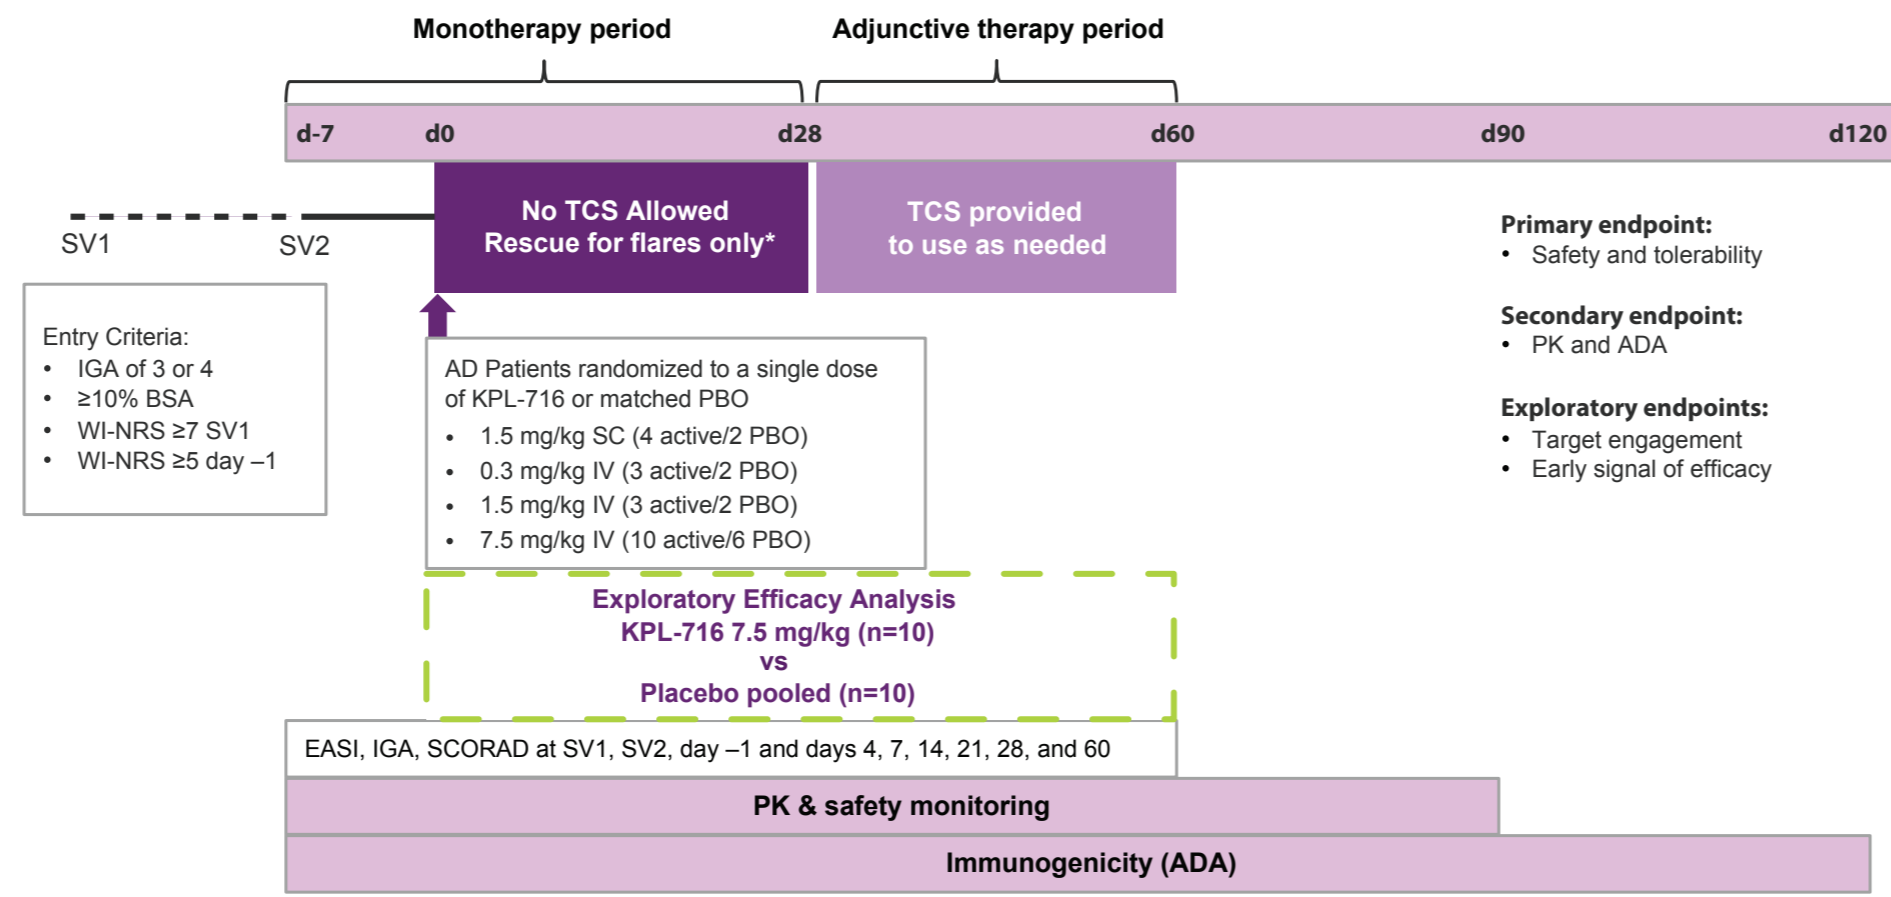 Monotherapy period
Adjunctive therapy period
d-7 d0 d28 d60 d90 d120
No TCS Allowed
Rescue for flares only*
TCS provided
to use as needed
SV1
SV2
Entry Criteria:
• IGA of 3 or 4
• ≥10% BSA
• WI-NRS ≥7 SV1
• WI-NRS ≥5 day –1
AD Patients randomized to a single dose
of KPL-716 or matched PBO
• 1.5 mg/kg SC (4 active/2 PBO)
• 0.3 mg/kg IV (3 active/2 PBO)
• 1.5 mg/kg IV (3 active/2 PBO)
• 7.5 mg/kg IV (10 active/6 PBO)
Primary endpoint:
• Safety and tolerability
Secondary endpoint:
• PK and ADA
Exploratory endpoints:
• Target engagement
• Early signal of efficacy
Exploratory Efficacy Analysis
KPL-716 7.5 mg/kg (n=10)
vs
Placebo pooled (n=10)
EASI, IGA, SCORAD at SV1, SV2, day –1 and days 4, 7, 14, 21, 28, and 60
PK & safety monitoring
Immunogenicity (ADA)